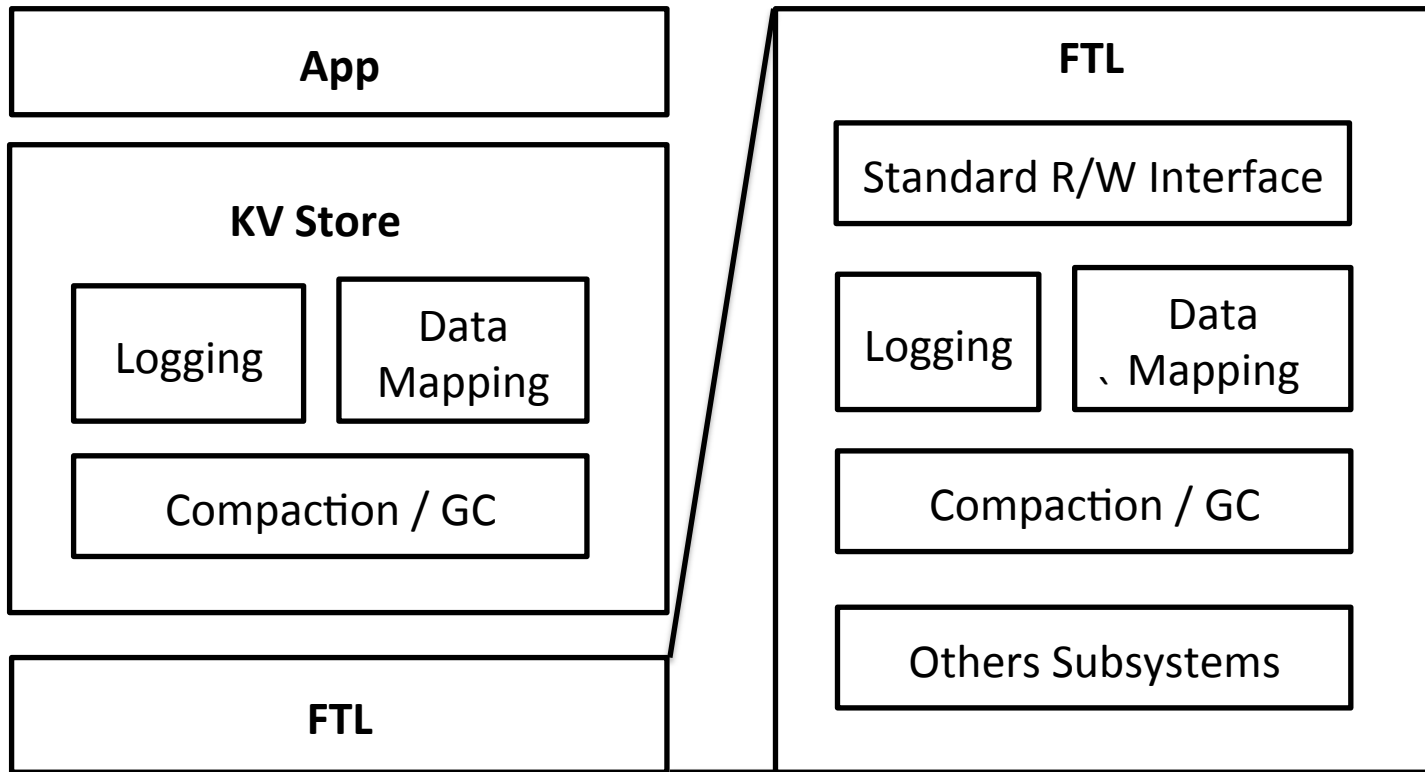 App
KV Store
Logging
Data
Mapping
Compaction / GC
FTL
FTL
Standard R/W Interface
Logging
Data
、Mapping
Compaction / GC
Others Subsystems